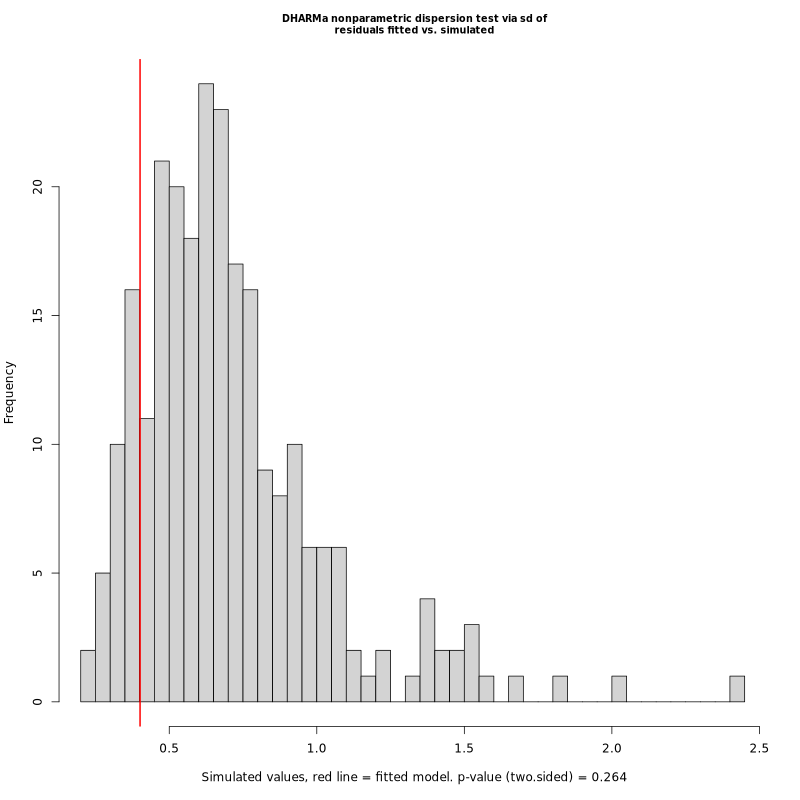 DHARMa nonparametric dispersion test via sd of
residuals fitted vs. simulated
Frequency
20
15
10
5
0
0.5 1.0 1.5 2.0 2.5
Simulated values, red line = fitted model. p-value (two.sided) = 0.264